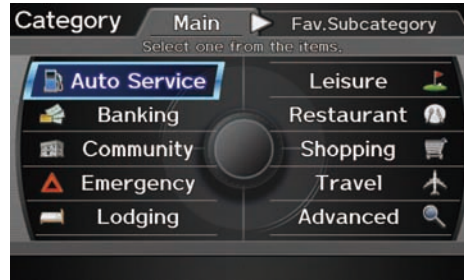 Category Main Fav.Subcategory
Select one from the items.
Auto Service Leisure
Banking Restaurant
Community Shopping
Emergency Travel
Lodging Advanced